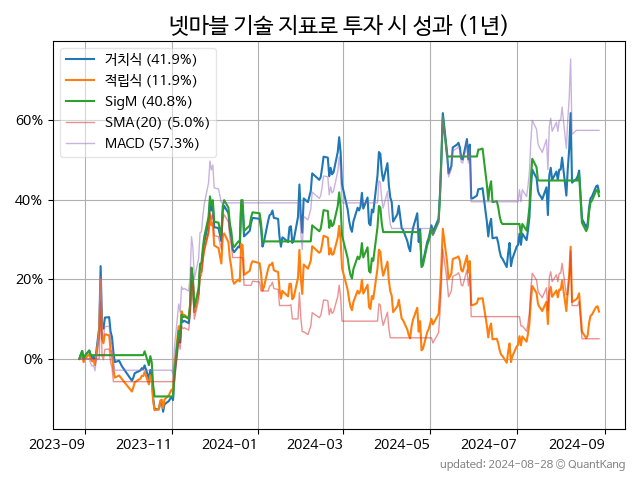 넷마블 기술 지표로 투자 시 성과 (1년)
거치식 (41.9%)
적립식 (11.9%)
SigM (40.8%)
SMA(20) (5.0%)
MACD (57.3%)
60%
40%
20%
0%
2023-09 2023-11 2024-01 2024-03 2024-05 2024-07 2024-09
updated: 2024-08-28 © QuantKang